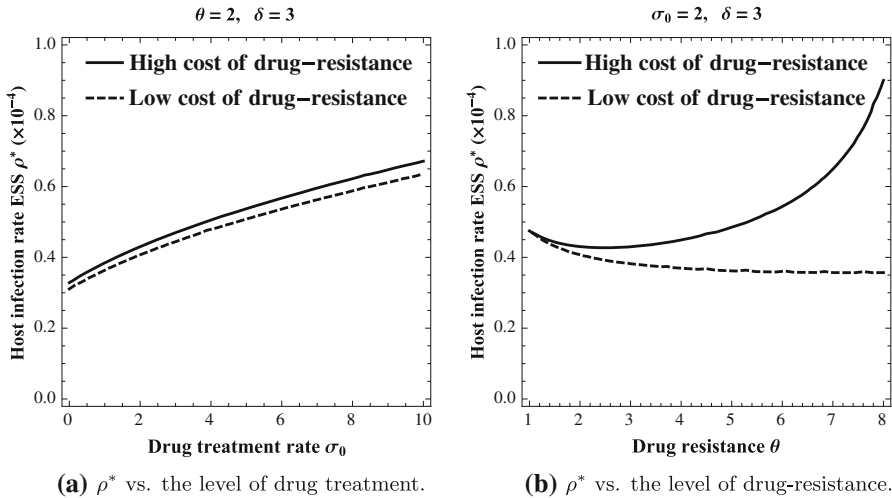 θ = 2, δ = 3
1.0
0.8
0.6
0.4
0.2
0.0
Host infection rate ESS ρ* (×10⁻⁴)
High cost of drug−resistance
Low cost of drug−resistance
0 2 4 6 8 10
Drug treatment rate σ₀
(a) ρ* vs. the level of drug treatment.
σ₀ = 2, δ = 3
1.0
0.8
0.6
0.4
0.2
0.0
Host infection rate ESS ρ* (×10⁻⁴)
High cost of drug−resistance
Low cost of drug−resistance
1 2 3 4 5 6 7 8
Drug resistance θ
(b) ρ* vs. the level of drug-resistance.